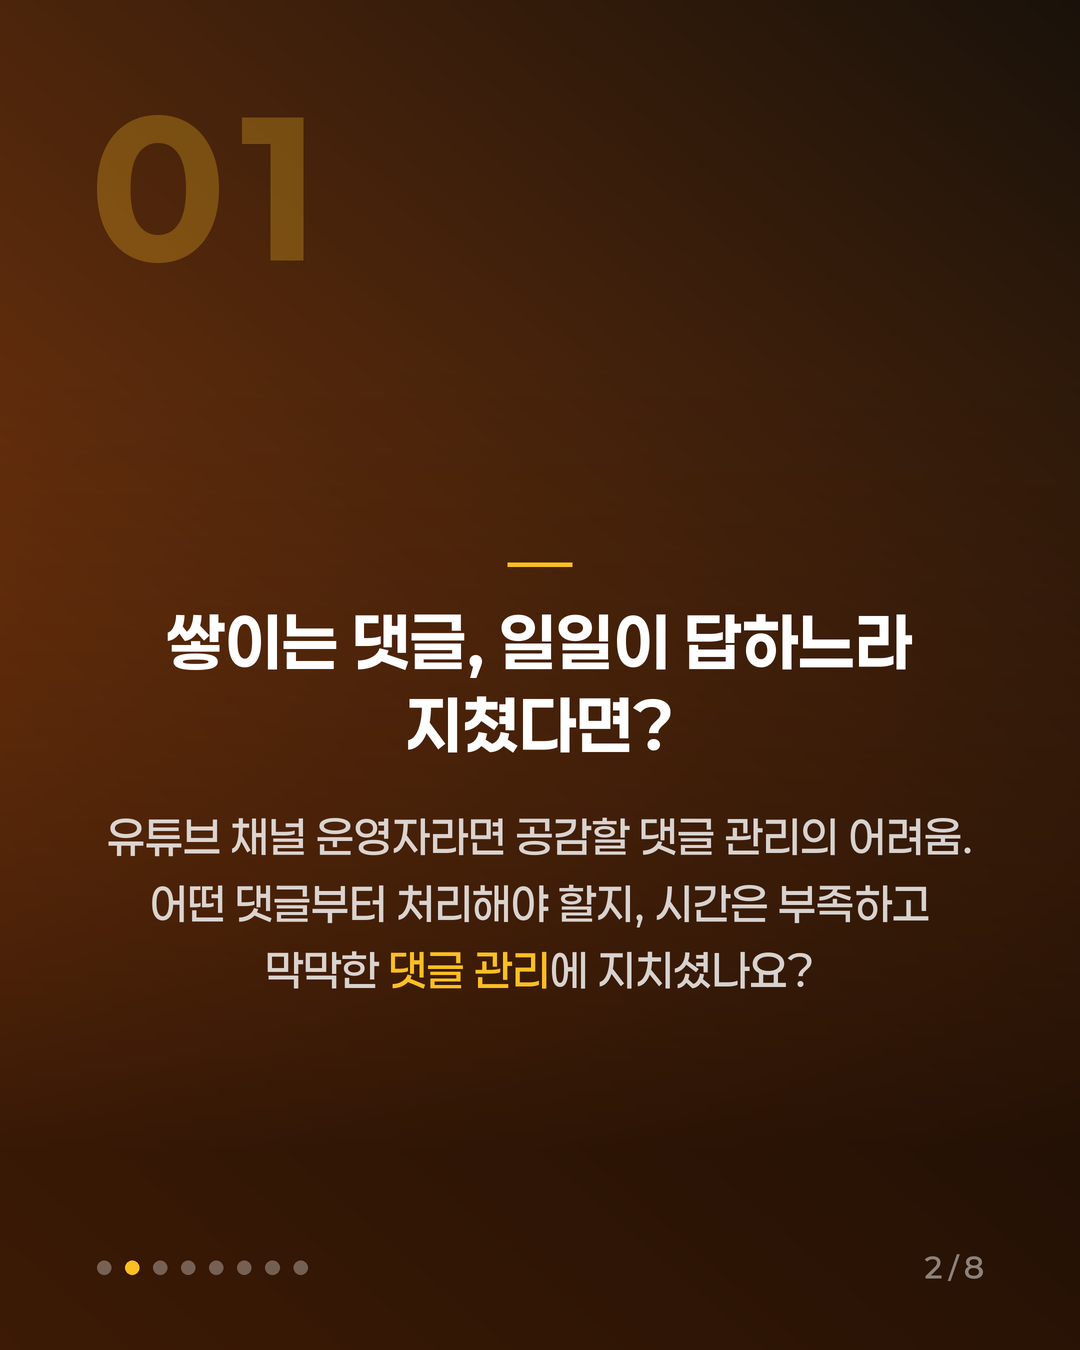 01
쌓이는 댓글, 일일이 답하느라
지쳤다면?
유튜브 채널 운영자라면 공감할 댓글 관리의 어려움.
어떤 댓글부터 처리해야 할지, 시간은 부족하고
막막한 댓글 관리에 지치셨나요?
2/8